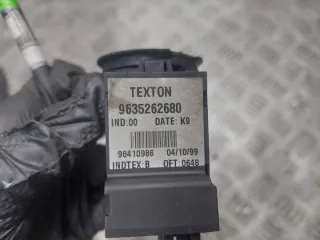 TEXTON
9635262680
IND:00 DATE: K9
98410986 04/10/99
INDTEX: B OFT: 0648